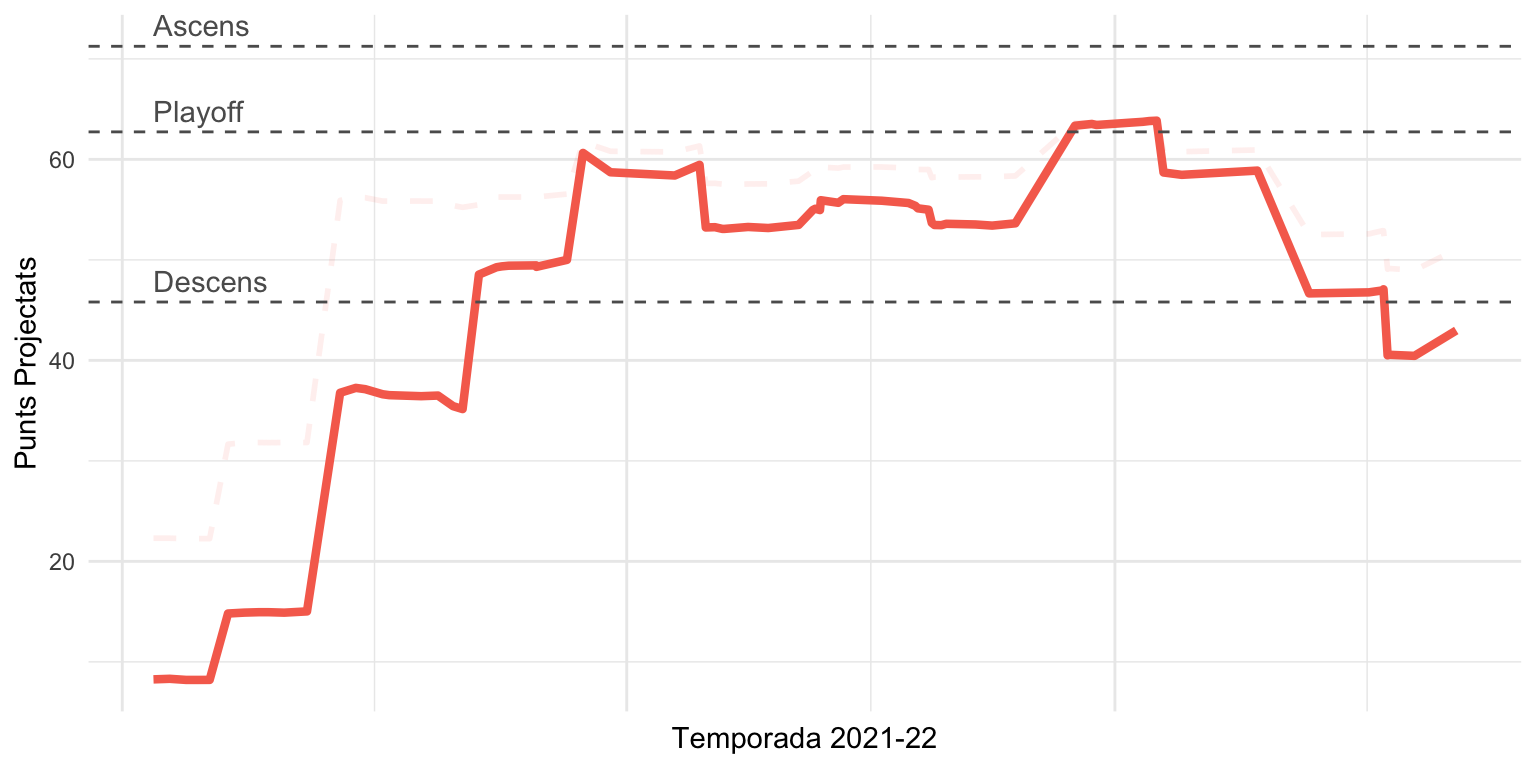 Ascens
Playoff
60
Descens
40
20
Punts Projectats
Temporada 2021-22